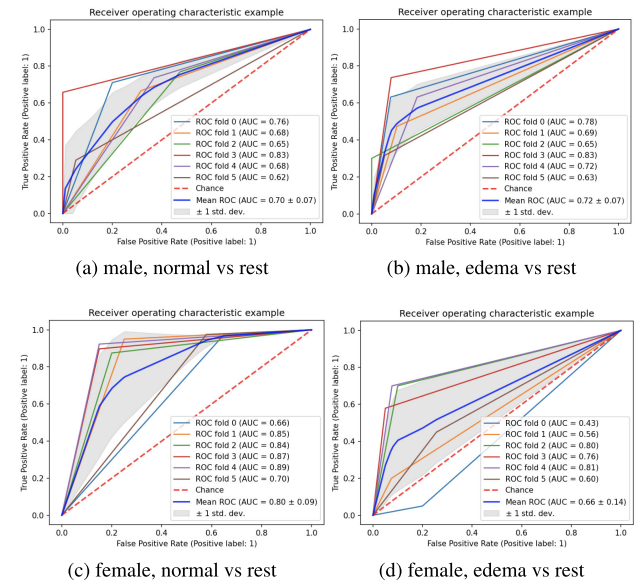 Receiver operating characteristic example
True Positive Rate (Positive label: 1)
1.0
0.8
0.6
0.4
0.2
0.0
ROC fold 0 (AUC = 0.76)
ROC fold 1 (AUC = 0.68)
ROC fold 2 (AUC = 0.65)
ROC fold 3 (AUC = 0.83)
ROC fold 4 (AUC = 0.68)
ROC fold 5 (AUC = 0.62)
Chance
Mean ROC (AUC = 0.70 ± 0.07)
± 1 std. dev.
0.0 0.2 0.4 0.6 0.8 1.0
False Positive Rate (Positive label: 1)
(a) male, normal vs rest
Receiver operating characteristic example
True Positive Rate (Positive label: 1)
1.0
0.8
0.6
0.4
0.2
0.0
ROC fold 0 (AUC = 0.78)
ROC fold 1 (AUC = 0.69)
ROC fold 2 (AUC = 0.65)
ROC fold 3 (AUC = 0.83)
ROC fold 4 (AUC = 0.72)
ROC fold 5 (AUC = 0.63)
Chance
Mean ROC (AUC = 0.72 ± 0.07)
± 1 std. dev.
0.0 0.2 0.4 0.6 0.8 1.0
False Positive Rate (Positive label: 1)
(b) male, edema vs rest
Receiver operating characteristic example
True Positive Rate (Positive label: 1)
1.0
0.8
0.6
0.4
0.2
0.0
ROC fold 0 (AUC = 0.66)
ROC fold 1 (AUC = 0.85)
ROC fold 2 (AUC = 0.84)
ROC fold 3 (AUC = 0.87)
ROC fold 4 (AUC = 0.89)
ROC fold 5 (AUC = 0.70)
Chance
Mean ROC (AUC = 0.80 ± 0.09)
± 1 std. dev.
0.0 0.2 0.4 0.6 0.8 1.0
False Positive Rate (Positive label: 1)
(c) female, normal vs rest
Receiver operating characteristic example
True Positive Rate (Positive label: 1)
1.0
0.8
0.6
0.4
0.2
0.0
ROC fold 0 (AUC = 0.43)
ROC fold 1 (AUC = 0.56)
ROC fold 2 (AUC = 0.80)
ROC fold 3 (AUC = 0.76)
ROC fold 4 (AUC = 0.81)
ROC fold 5 (AUC = 0.60)
Chance
Mean ROC (AUC = 0.66 ± 0.14)
± 1 std. dev.
0.0 0.2 0.4 0.6 0.8 1.0
False Positive Rate (Positive label: 1)
(d) female, edema vs rest